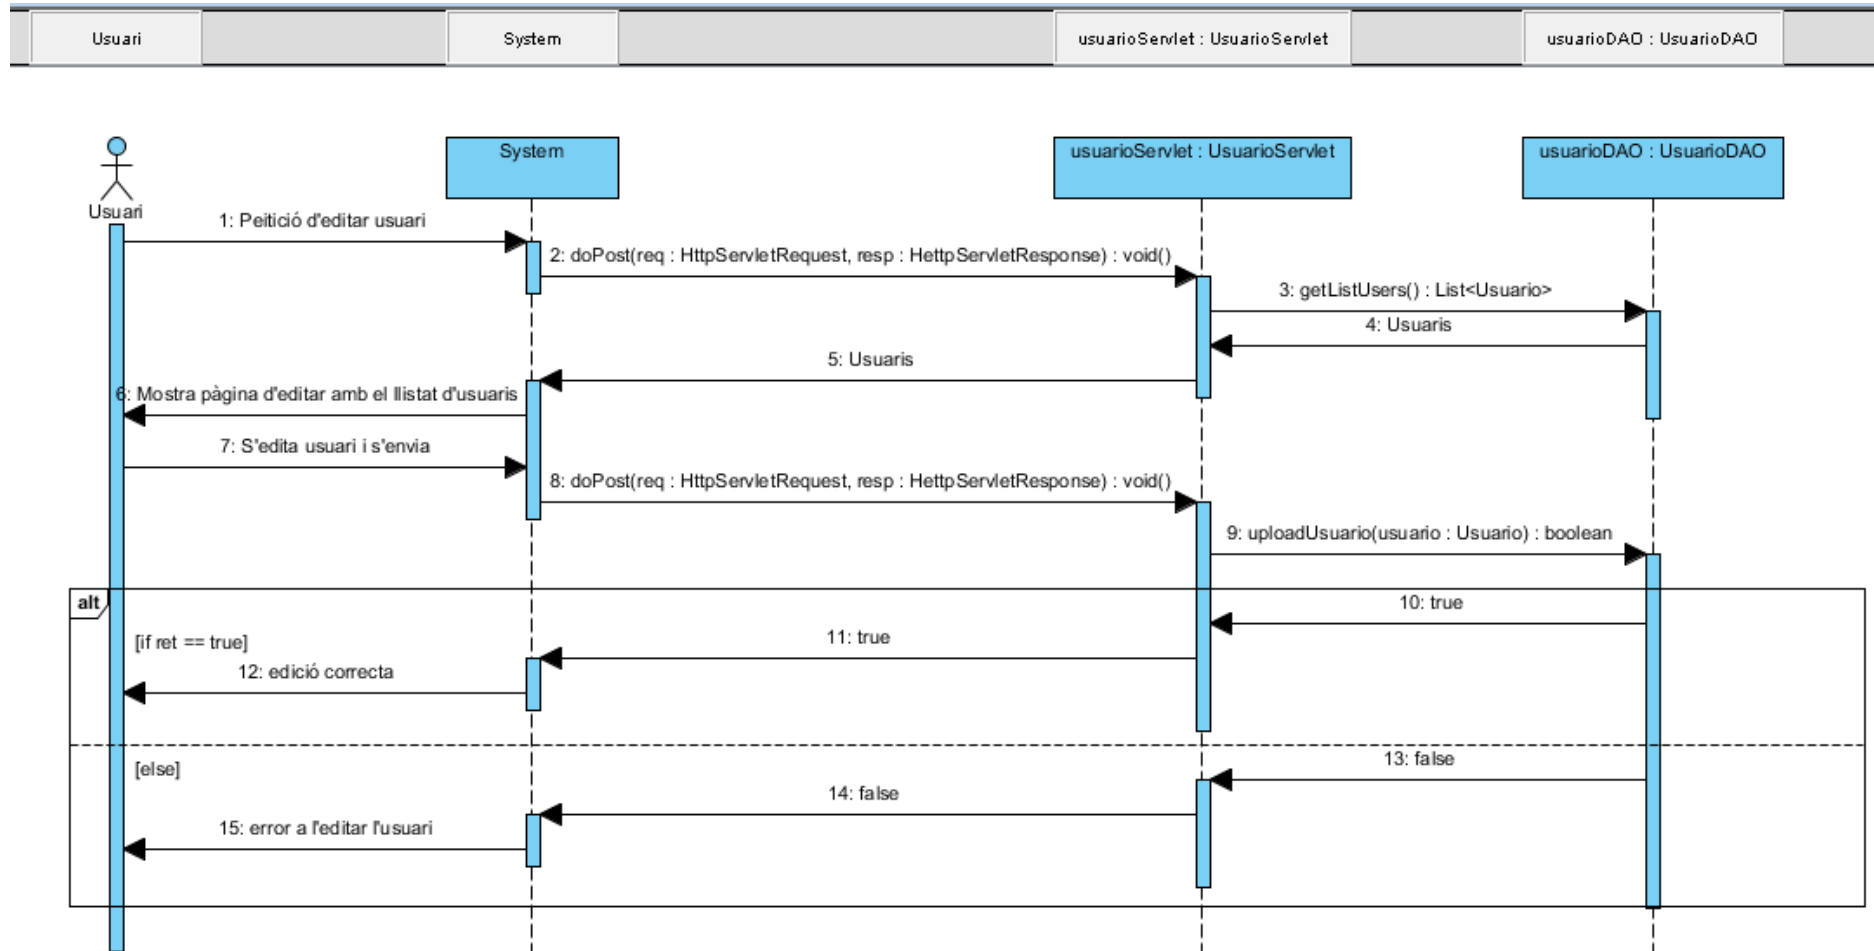 Usuari
System
usuarioServlet : UsuarioServlet
usuarioDAO : UsuarioDAO
System
usuarioServlet : UsuarioServlet
usuarioDAO : UsuarioDAO
Usuari
1: Peitició d'editar usuari
2: doPost(req : HttpServletRequest, resp : HettpServletResponse) : void()
3: getListUsers() : List<Usuario>
4: Usuaris
5: Usuaris
6: Mostra pàgina d'editar amb el llistat d'usuaris
7: S'edita usuari i s'envia
8: doPost(req : HttpServletRequest, resp : HettpServletResponse) : void()
9: uploadUsuario(usuario : Usuario) : boolean
alt
10: true
[if ret == true]
11: true
12: edició correcta
[else]
13: false
14: false
15: error a l'editar l'usuari